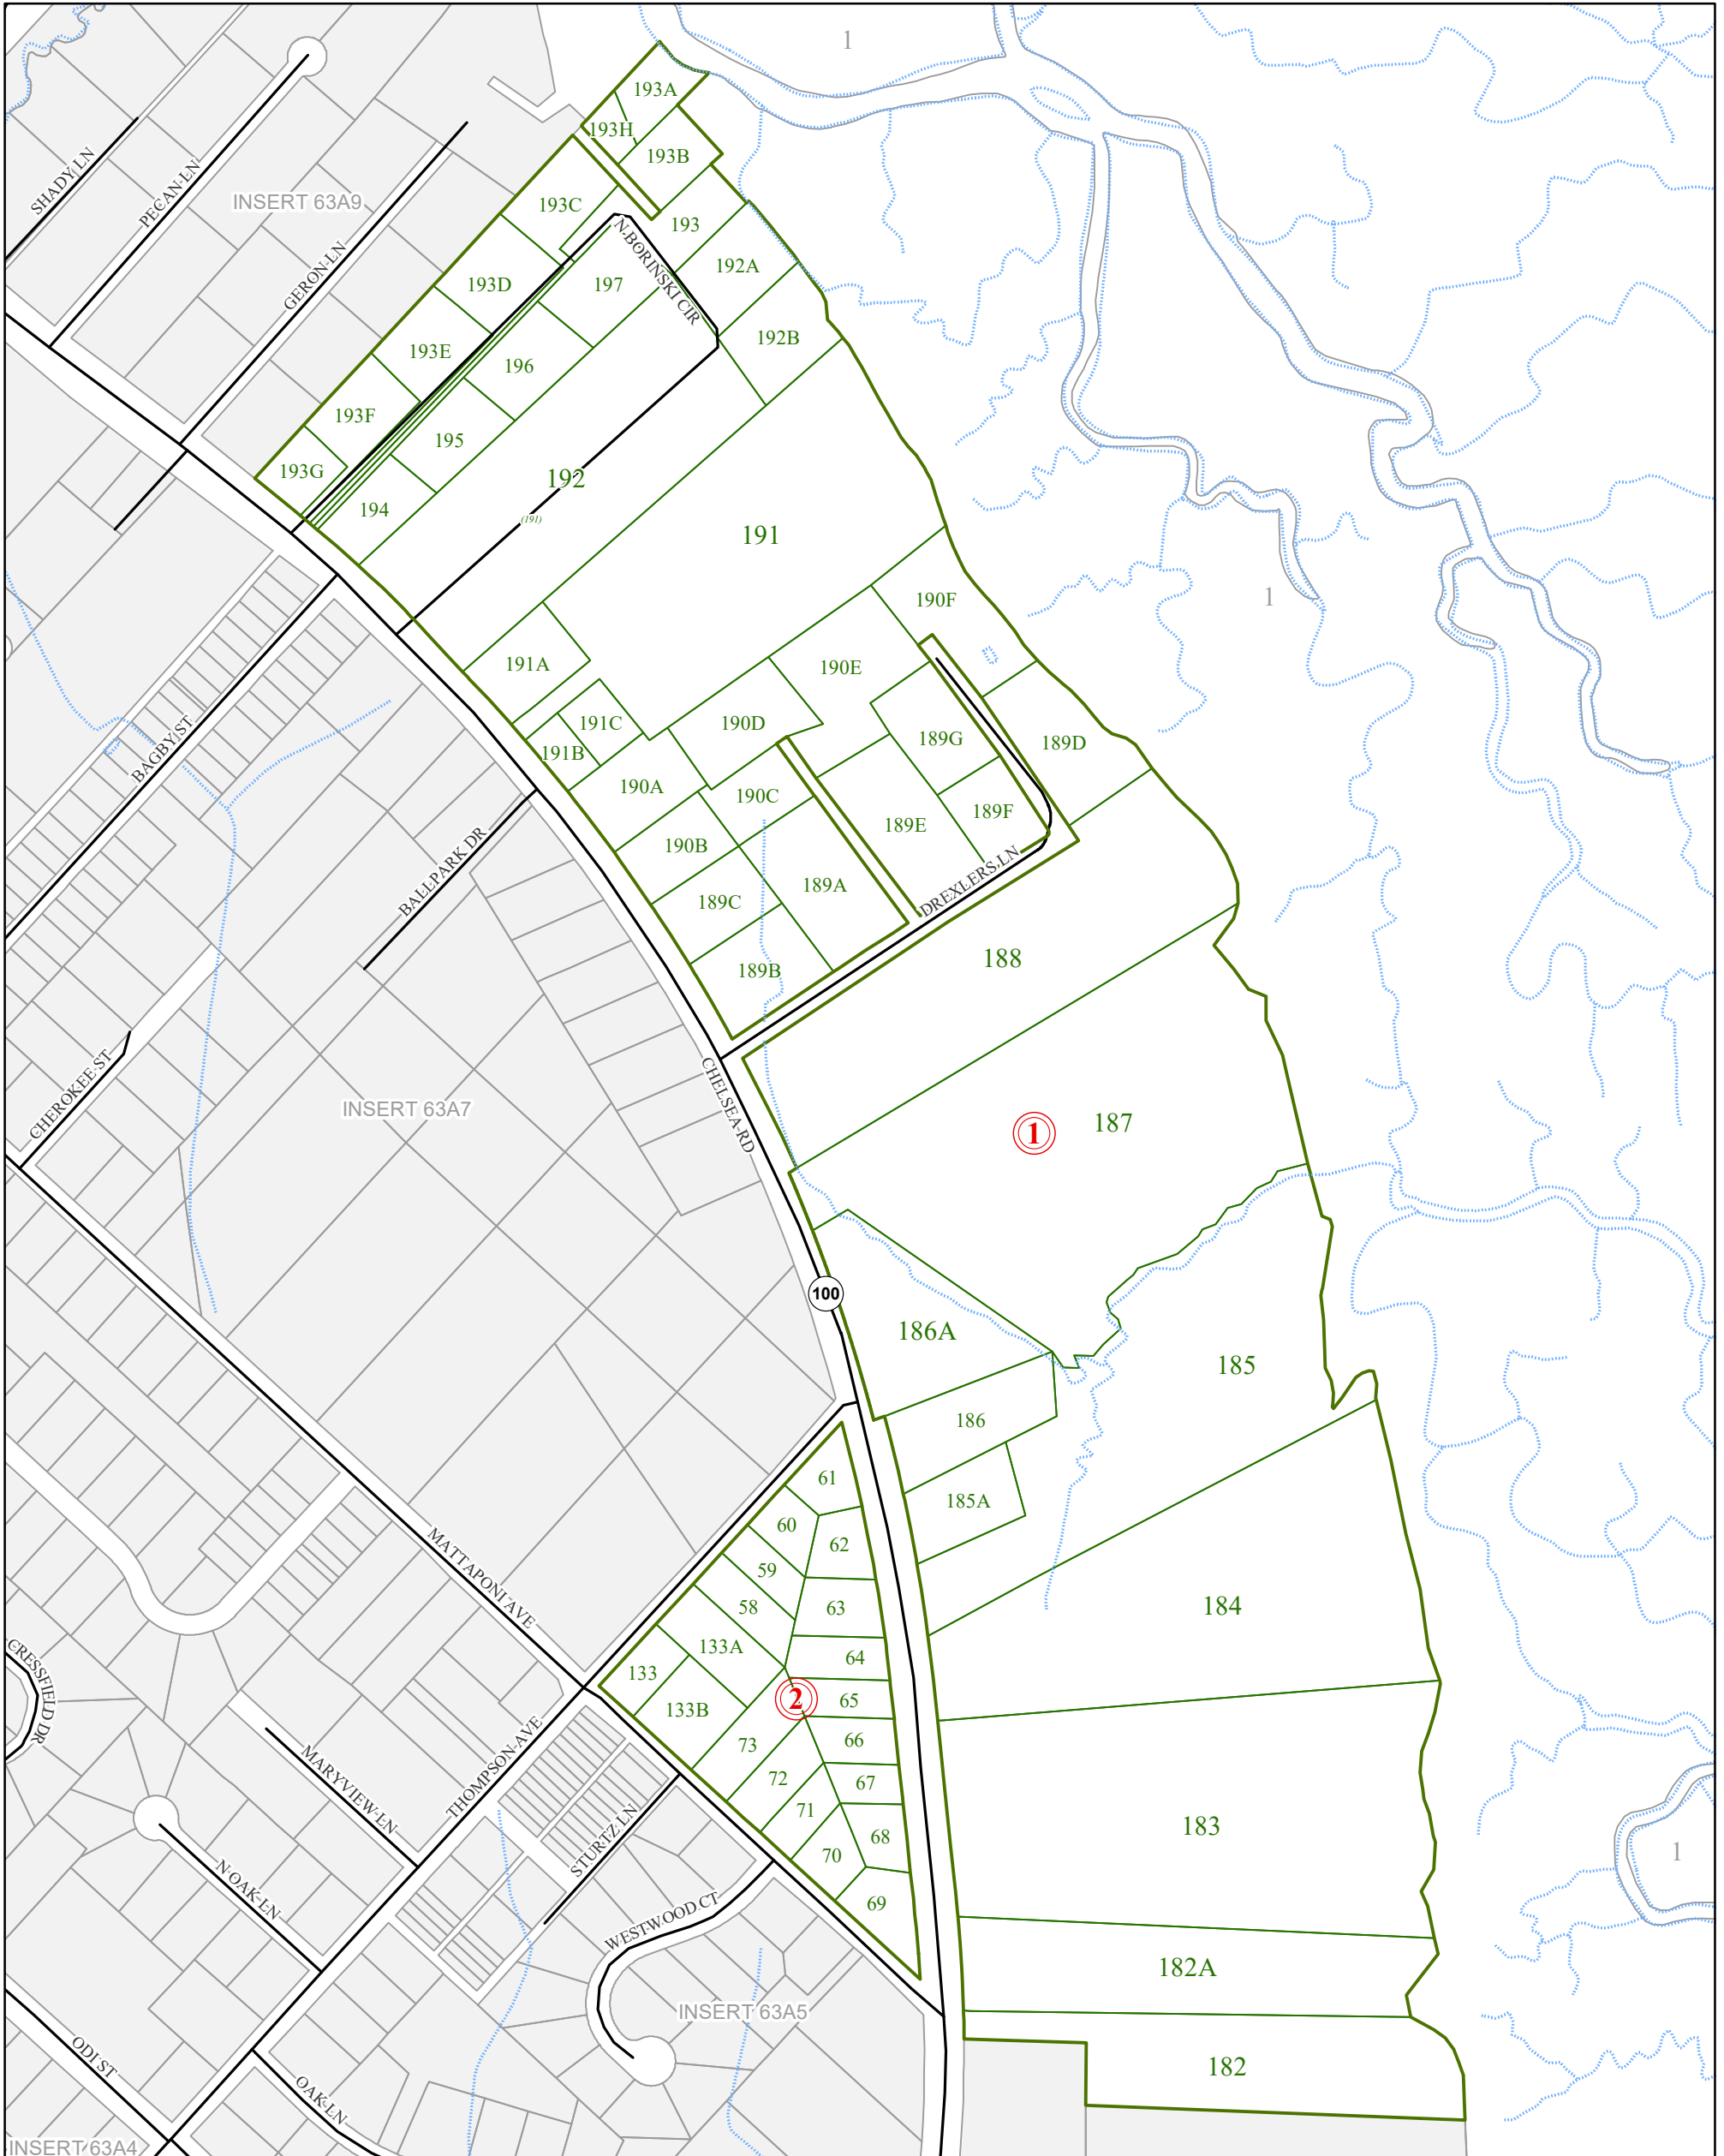 1
193A
193H
193B
SHADY LN
PECAN LN
INSERT 63A9
193C
193
N BORINSKI CIR
GERON LN
193D
197
192A
192B
193E
196
193F
195
193G
194
192
(191)
191
1
190F
191A
190E
191C
190D
191B
189G
189D
BAGBY ST
190A
190C
189F
189E
BALLPARK DR
190B
189A
DREXLERS LN
189C
189B
188
CHEROKEE ST
INSERT 63A7
CHELSEA RD
1
187
100
186A
185
186
61
185A
60
62
59
MATTAPONI AVE
58
63
184
133A
64
133
CRESSFIELD DR
2
65
133B
66
73
MARYVIEW LN
THOMPSON AVE
72
67
71
183
68
STURTZ LN
70
1
N OAK LN
69
WESTWOOD CT
182A
INSERT 63A5
ODI ST
182
OAK LN
INSERT 63A4